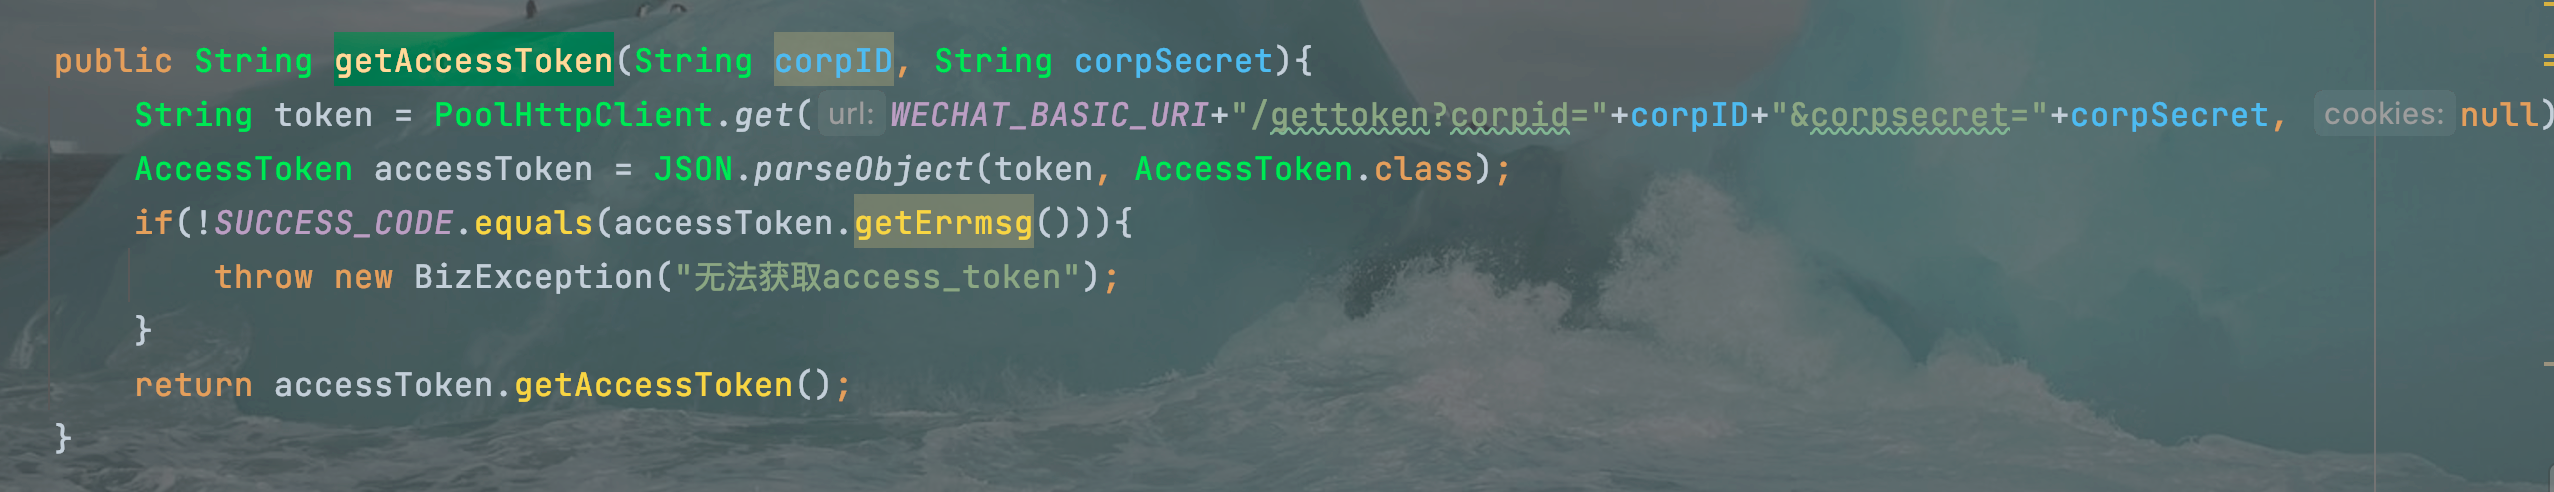 public String getAccessToken(String corpID, String corpSecret){
String token = PoolHttpClient.get( url: WECHAT_BASIC_URI+"/gettoken?corpid="+corpID+"&corpsecret="+corpSecret, cookies: null)
AccessToken accessToken = JSON.parseObject(token, AccessToken.class);
if(!SUCCESS_CODE.equals(accessToken.getErrmsg())){
throw new BizException("无法获取access_token");
}
return accessToken.getAccessToken();
}